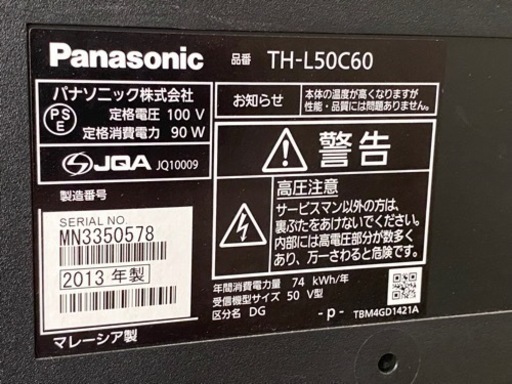 Panasonic 品番 TH-L50C60
パナソニック株式会社
PSE
定格電圧 100 V
定格消費電力 90 W
お知らせ
本体の温度が高くなりますが
性能・品質には問題ありません。
JQA JQ10009
製造番号
SERIAL NO.
MN3350578
2013 年製
マレーシア製
警告
高圧注意
サービスマン以外の方は、
裏ぶたをあけないでください。
内部には高電圧部分が数多く
あり、万一さわると危険です。
年間消費電力量 74 kWh/年
受信機型サイズ 50 V型
区分名 DG
-p- TBM4GD1421A